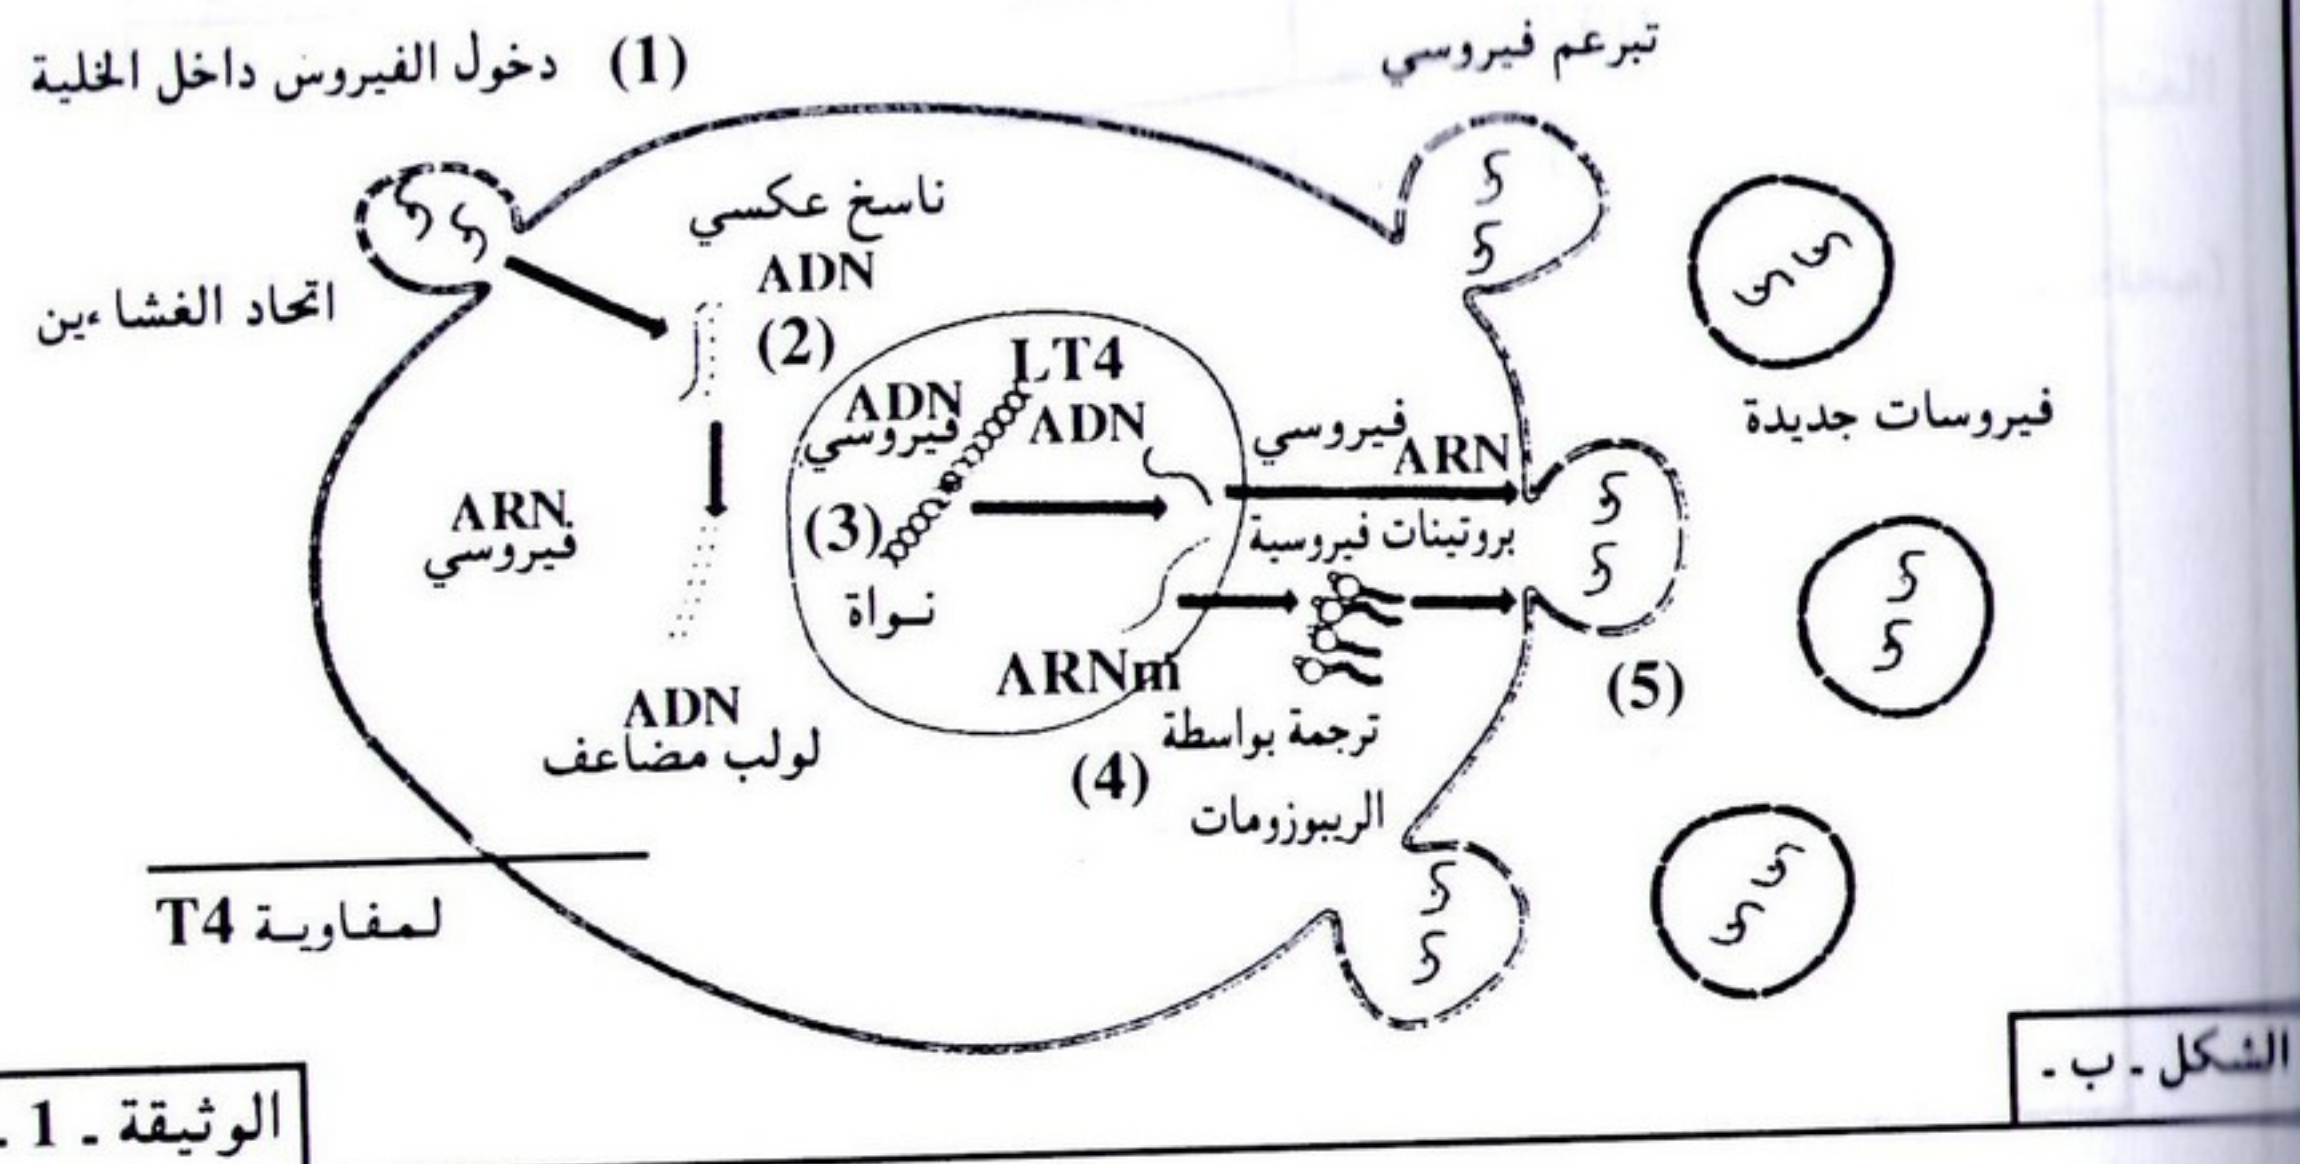 (1) دخول الفيروس داخل الخلية
تبرعم فيروسي
ناسخ عكسي
ADN
(2)
اتحاد الغشاءين
LT4
ADN
فيروسي
ADN
فيروسي
ARN
فيروسات جديدة
(3)
ARN
فيروسي
بروتينات فيروسية
نواة
ARNm
(5)
ADN
لولب مضاعف
ترجمة بواسطة
(4)
الريبوزومات
لمفاوية T4
الشكل ـ ب ـ
الوثيقة ـ 1 ـ